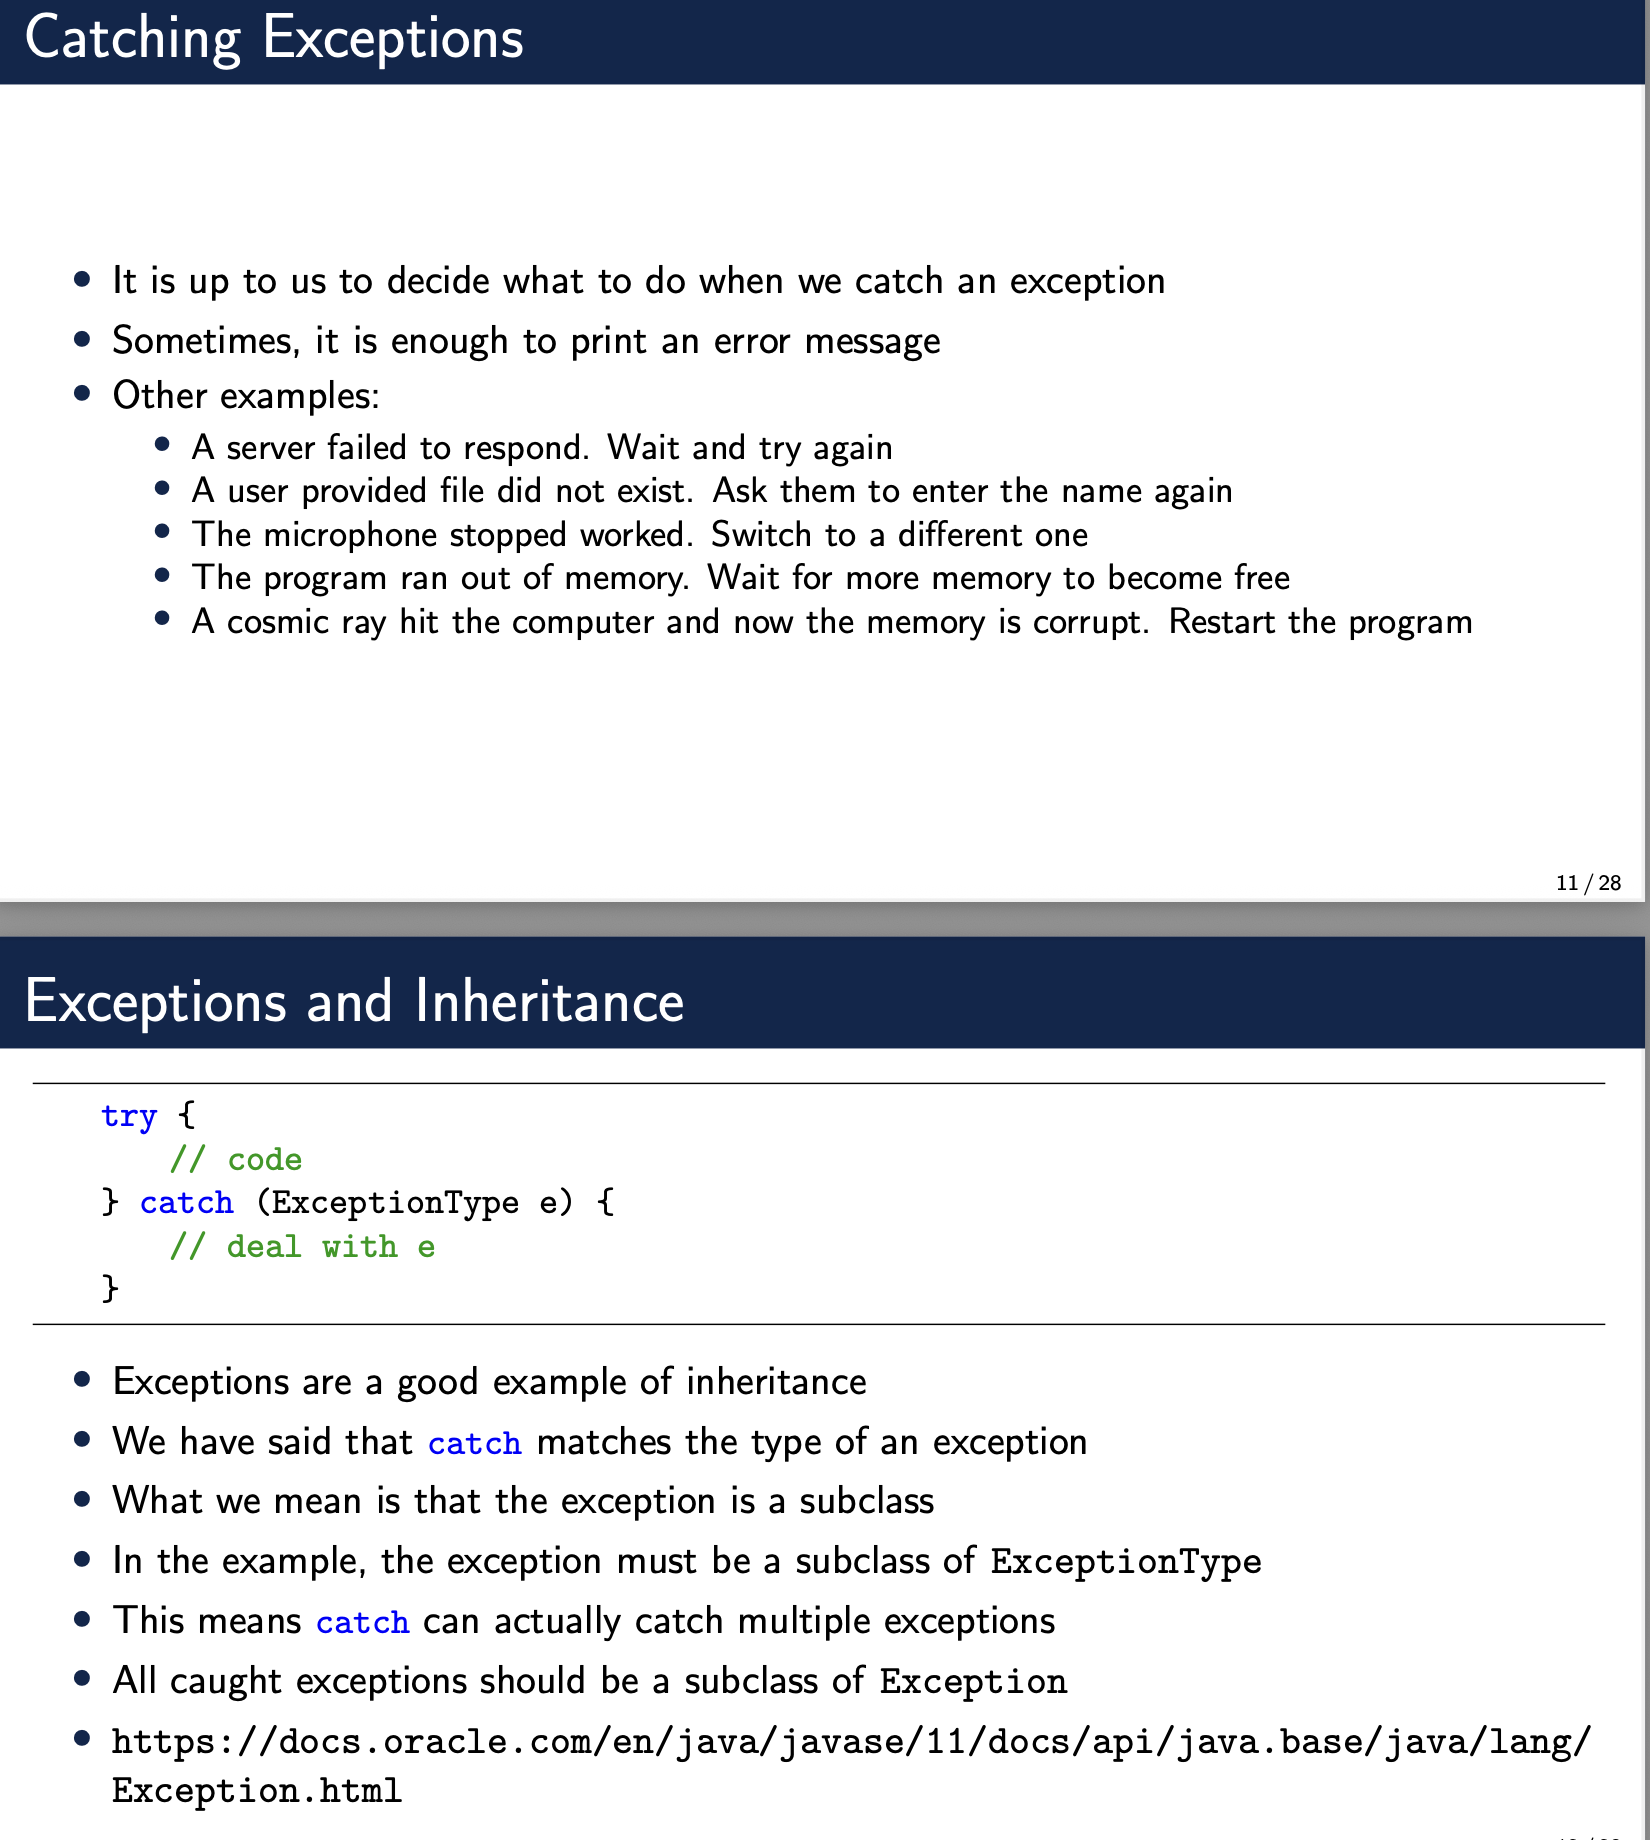 Catching Exceptions
• It is up to us to decide what to do when we catch an exception
• Sometimes, it is enough to print an error message
• Other examples:
• A server failed to respond. Wait and try again
• A user provided file did not exist. Ask them to enter the name again
• The microphone stopped worked. Switch to a different one
• The program ran out of memory. Wait for more memory to become free
• A cosmic ray hit the computer and now the memory is corrupt. Restart the program
11 / 28
Exceptions and Inheritance
try {
// code
} catch (ExceptionType e) {
// deal with e
}
• Exceptions are a good example of inheritance
• We have said that catch matches the type of an exception
• What we mean is that the exception is a subclass
• In the example, the exception must be a subclass of ExceptionType
• This means catch can actually catch multiple exceptions
• All caught exceptions should be a subclass of Exception
• https://docs.oracle.com/en/java/javase/11/docs/api/java.base/java/lang/
Exception.html